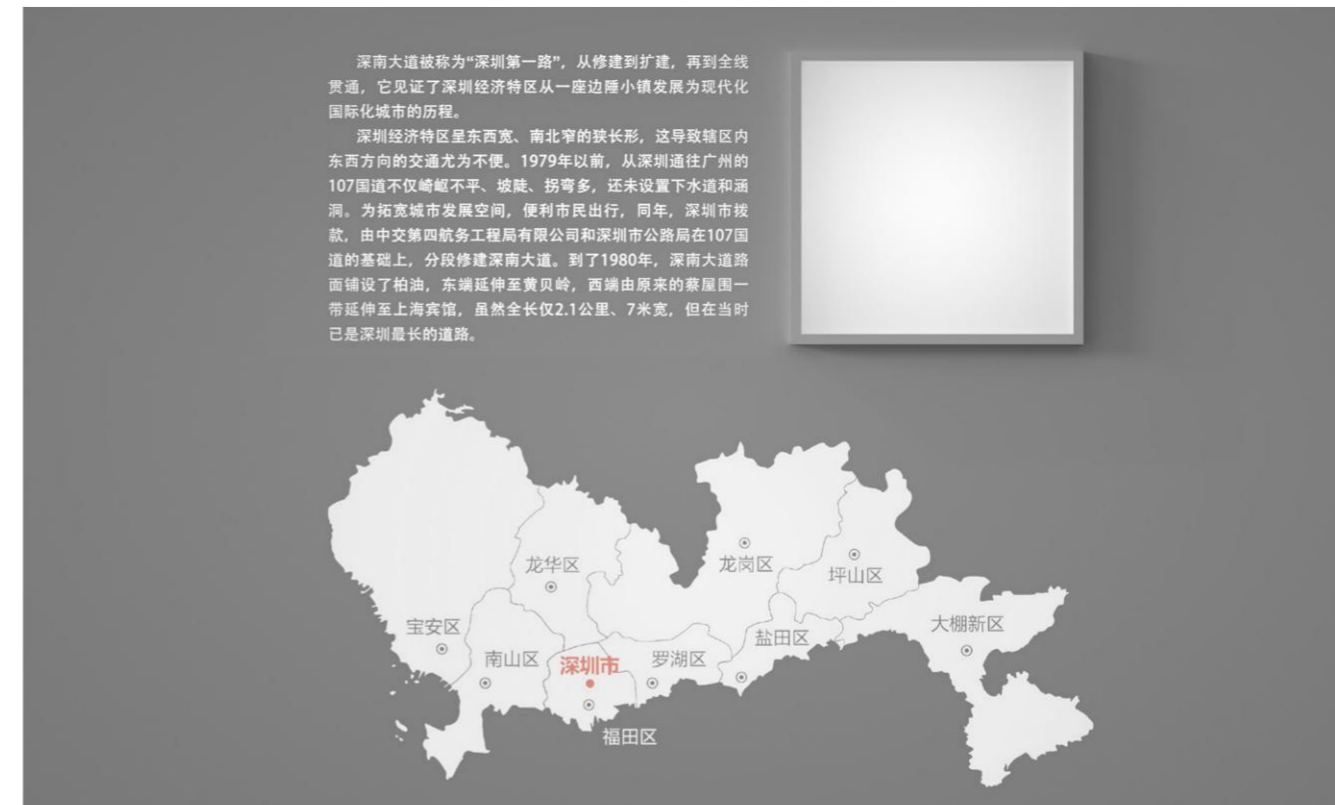 深南大道被称为“深圳第一路”，从修建到扩建，再到全线
贯通，它见证了深圳经济特区从一座边陲小镇发展为现代化
国际化城市的历程。
深圳经济特区呈东西宽、南北窄的狭长形，这导致辖区内
东西方向的交通尤为不便。1979年以前，从深圳通往广州的
107国道不仅崎岖不平、坡陡、拐弯多，还未设置下水道和涵
洞。为拓宽城市发展空间，便利市民出行，同年，深圳市拨
款，由中交第四航务工程局有限公司和深圳市公路局在107国
道的基础上，分段修建深南大道。到了1980年，深南大道路
面铺设了柏油，东端延伸至黄贝岭，西端由原来的蔡屋围一
带延伸至上海宾馆，虽然全长仅2.1公里、7米宽，但在当时
已是深圳最长的道路。
龙华区
龙岗区
坪山区
宝安区
大棚新区
盐田区
南山区
深圳市
罗湖区
福田区